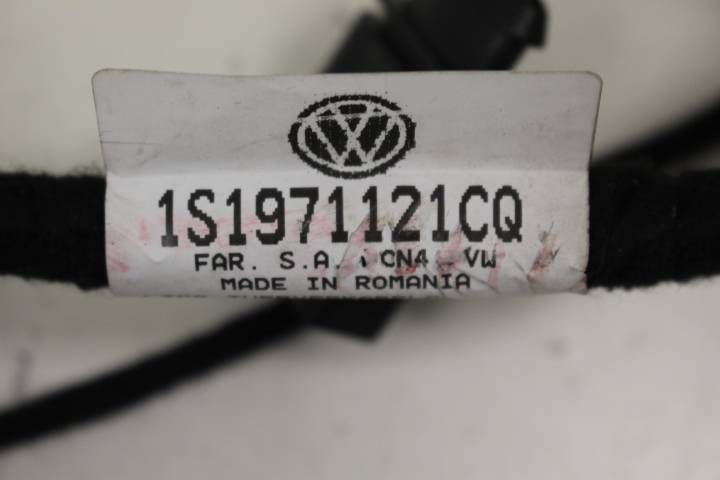 1S1971121CQ
FAR. S.A. CN4 VW
MADE IN ROMANIA